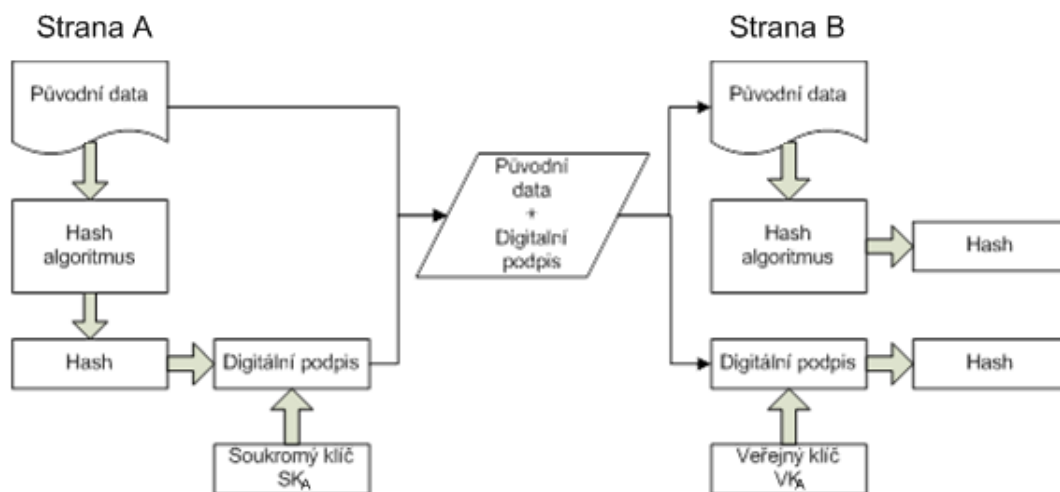 Strana A
Původní data
Hash
algoritmus
Hash
Digitální podpis
Soukromý klíč
SKA
Původní
data
+
Digitalní
podpis
Strana B
Původní data
Hash
algoritmus
Hash
Digitální podpis
Hash
Veřejný klíč
VKA